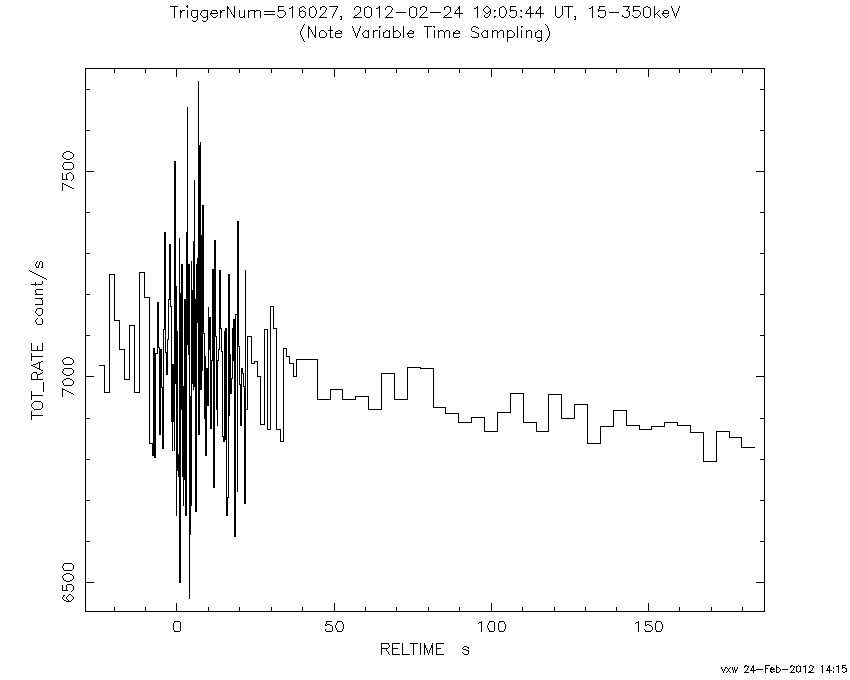 TriggerNum=516027, 2012-02-24 19:05:44 UT, 15-350keV
(Note Variable Time Sampling)
7500
7000
6500
TOT_RATE count/s
0 50 100 150
RELTIME s
vxw 24-Feb-2012 14:15